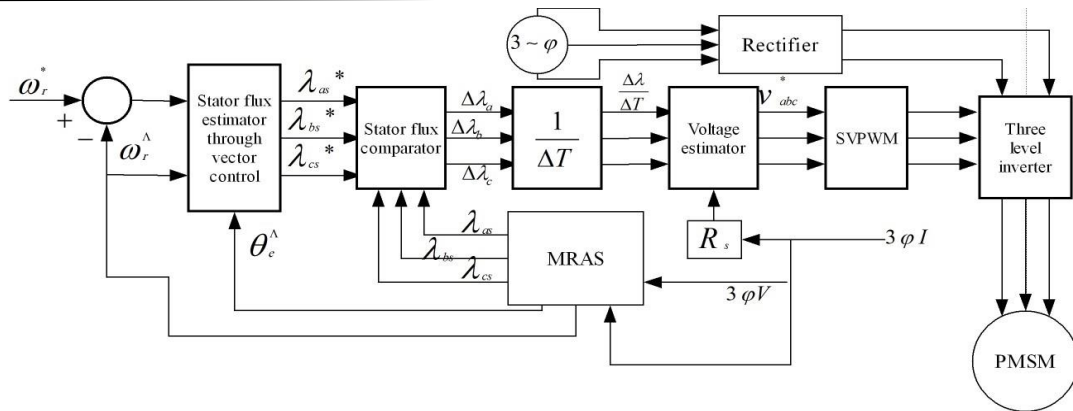 3 ~ φ
Rectifier
ω_r^*
+
−
ω_r^Λ
Stator flux
estimator
through
vector
control
λ_as*
λ_bs*
λ_cs*
Stator flux
comparator
Δλ_a
Δλ_b
Δλ_c
1
ΔT
Δλ
ΔT
Voltage
estimator
v^*_abc
SVPWM
Three
level
inverter
θ_e^Λ
λ_as
λ_bs
λ_cs
MRAS
R_s
3 φ I
3 φV
PMSM